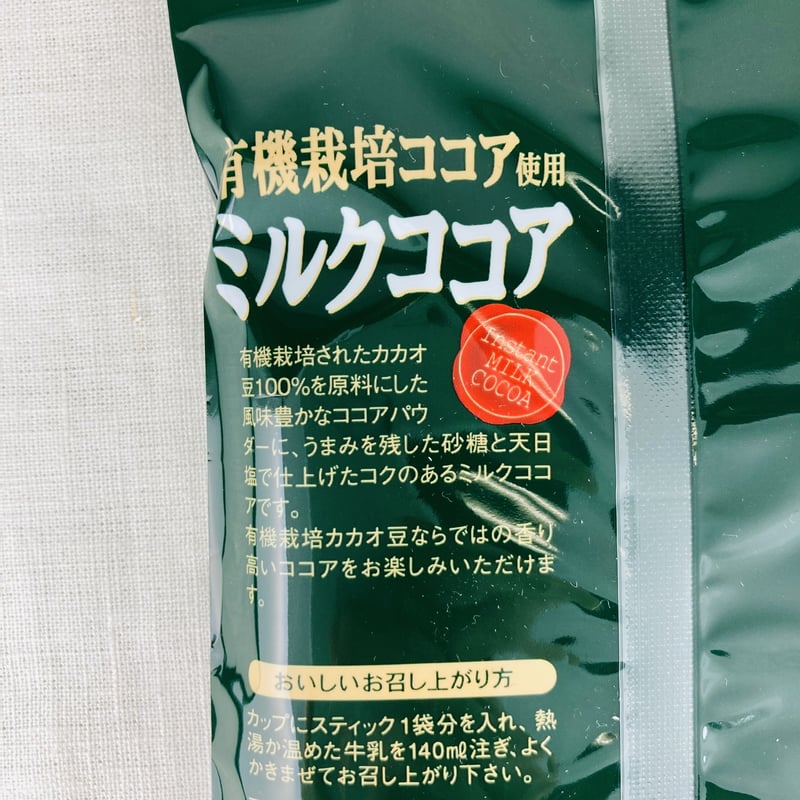 有機栽培ココア使用
ミルクココア
Instant
MILK
COCOA
有機栽培されたカカオ
豆100%を原料にした
風味豊かなココアパウ
ダーに、うまみを残した砂糖と天日
塩で仕上げたコクのあるミルクココ
アです。
有機栽培カカオ豆ならではの香り
高いココアをお楽しみいただけま
す。
おいしいお召し上がり方
カップにスティック1袋分を入れ、熱
湯か温めた牛乳を140mℓ注ぎ、よく
かきまぜてお召し上がり下さい。